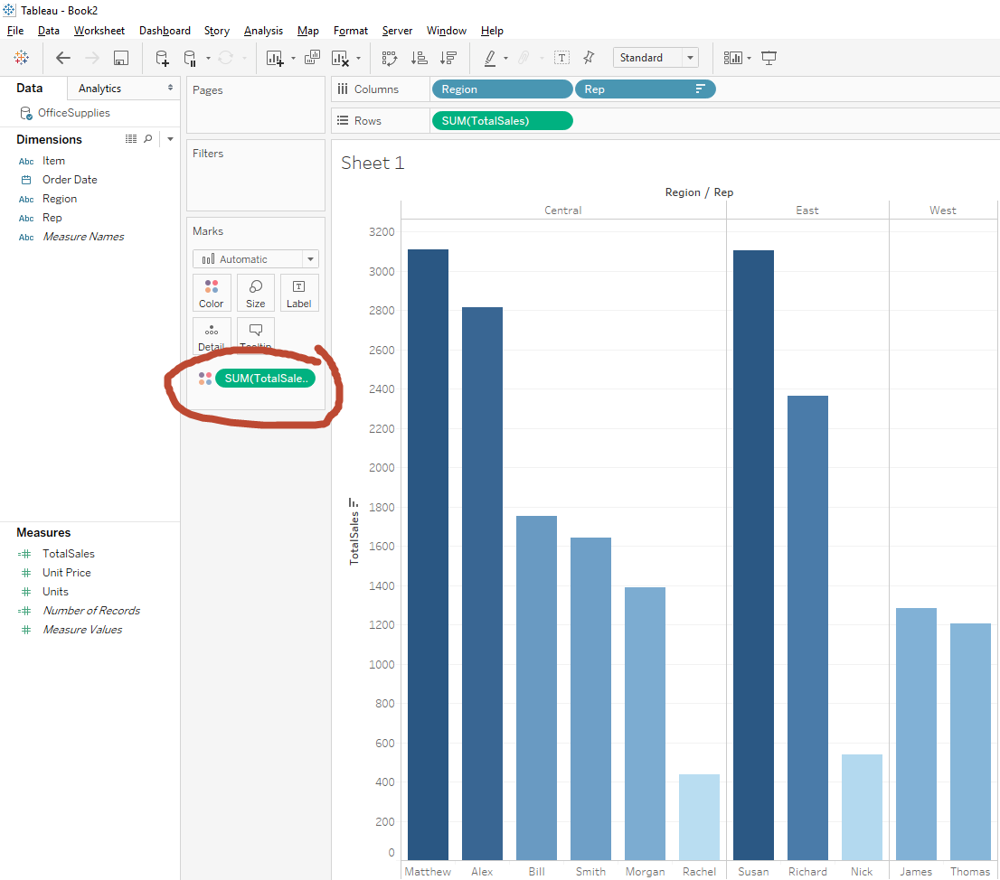 Tableau - Book2
File Data Worksheet Dashboard Story Analysis Map Format Server Window Help
Standard
Data Analytics
OfficeSupplies
Dimensions
Abc Item
Order Date
Abc Region
Abc Rep
Abc Measure Names
Measures
TotalSales
Unit Price
Units
Number of Records
Measure Values
Pages
Filters
Marks
Automatic
Color Size Label
Detail Tooltip
SUM(TotalSale..
Columns Region Rep
Rows SUM(TotalSales)
Sheet 1
Region / Rep
Central East West
TotalSales
3200
3000
2800
2600
2400
2200
2000
1800
1600
1400
1200
1000
800
600
400
200
0
Matthew Alex Bill Smith Morgan Rachel Susan Richard Nick James Thomas